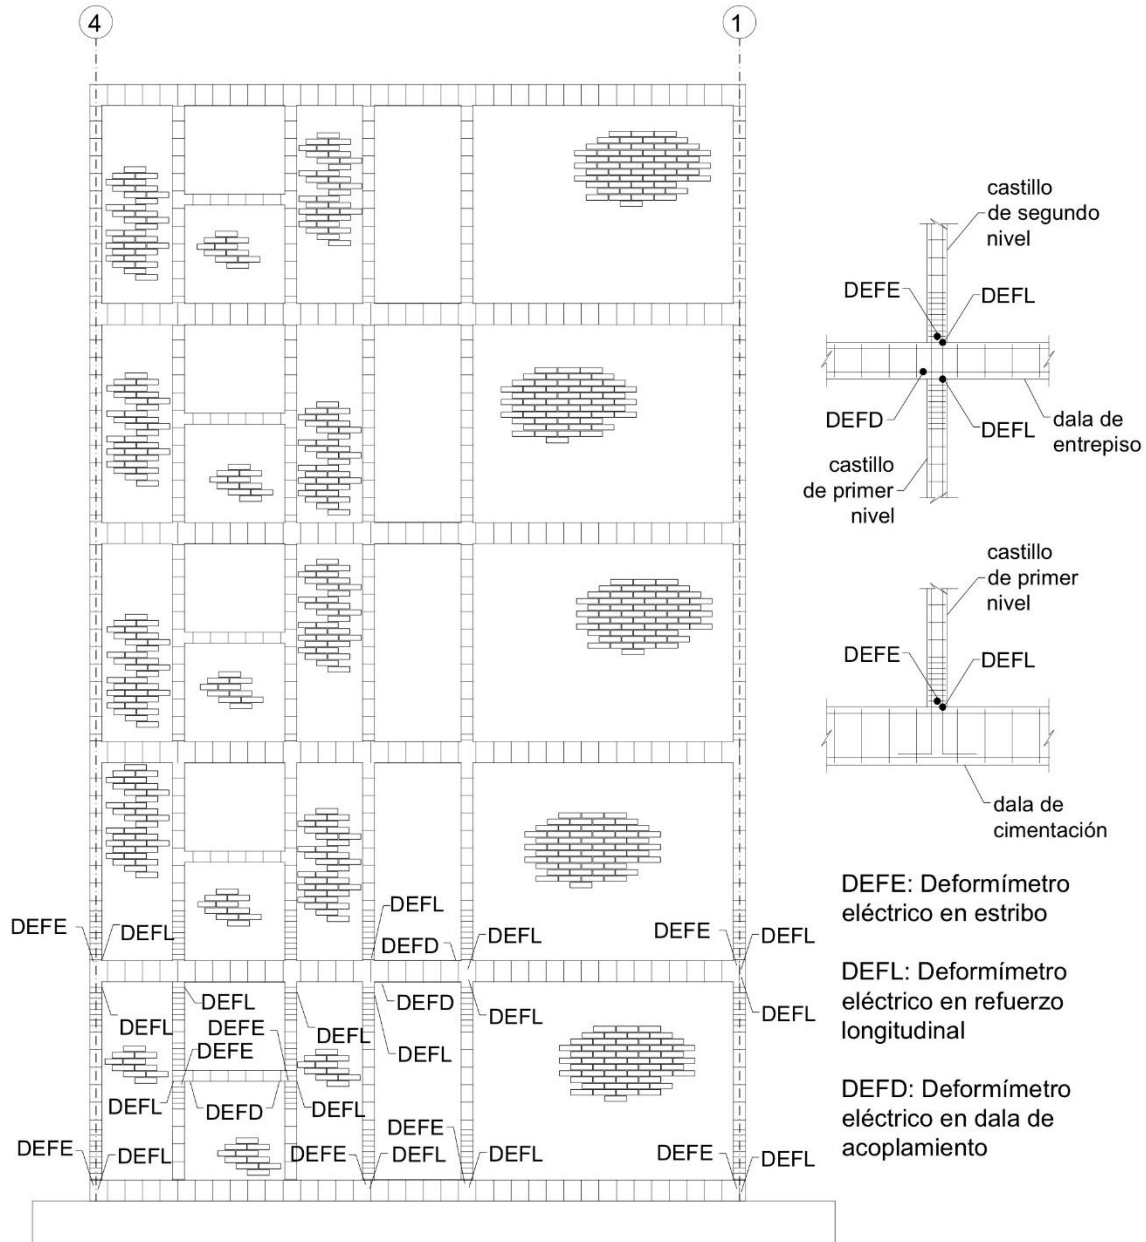 4
1
castillo
de segundo
nivel
DEFE
DEFL
DEFD
DEFL
dala de
entrepiso
castillo
de primer
nivel
castillo
de primer
nivel
DEFE
DEFL
dala de
cimentación
DEFE: Deformímetro
eléctrico en estribo
DEFL: Deformímetro
eléctrico en refuerzo
longitudinal
DEFD: Deformímetro
eléctrico en dala de
acoplamiento
DEFL
DEFE
DEFL
DEFD
DEFL
DEFE
DEFL
DEFL
DEFD
DEFL
DEFL
DEFE
DEFL
DEFL
DEFL
DEFE
DEFL
DEFL
DEFD
DEFL
DEFE
DEFE
DEFL
DEFE
DEFL
DEFL
DEFE
DEFL